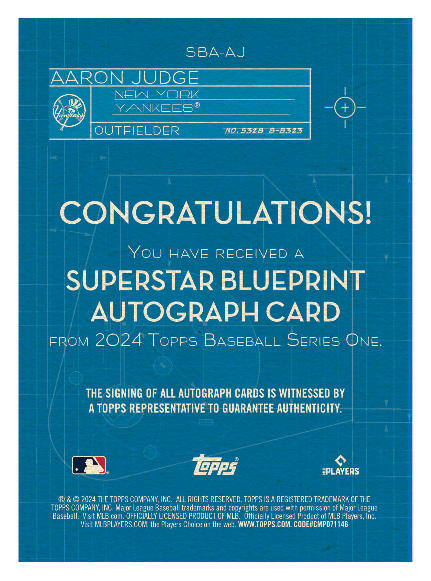 SBA-AJ
AARON JUDGE
NEW YORK
YANKEES®
OUTFIELDER NO. 5328 B-8323
CONGRATULATIONS!
YOU HAVE RECEIVED A
SUPERSTAR BLUEPRINT
AUTOGRAPH CARD
FROM 2024 TOPPS BASEBALL SERIES ONE.
THE SIGNING OF ALL AUTOGRAPH CARDS IS WITNESSED BY
A TOPPS REPRESENTATIVE TO GUARANTEE AUTHENTICITY.
Topps® PLAYERS
® & © 2024 THE TOPPS COMPANY, INC. ALL RIGHTS RESERVED. TOPPS IS A REGISTERED TRADEMARK OF THE
TOPPS COMPANY, INC. Major League Baseball trademarks and copyrights are used with permission of Major League
Baseball. Visit MLB.com. OFFICIALLY LICENSED PRODUCT OF MLB. Officially Licensed Product of MLB Players, Inc.
Visit MLBPLAYERS.COM, the Players Choice on the web. WWW.TOPPS.COM. CODE#CMP071146